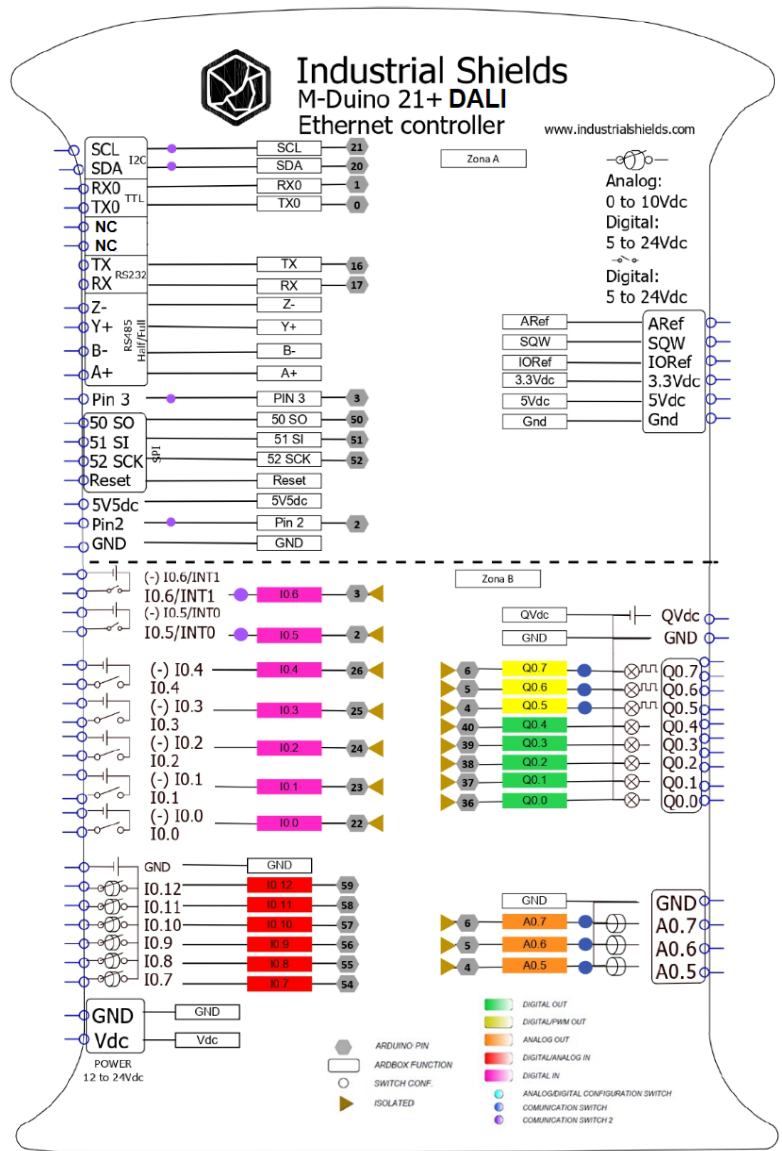 Industrial Shields
M-Duino 21+ DALI
Ethernet controller
www.industrialshields.com
SCL
I2C
SCL
21
SDA
SDA
20
RX0
TTL
RX0
1
TX0
TX0
0
NC
NC
TX
RS232
TX
16
RX
RX
17
Z-
Z-
Y+
RS485
Half/Full
Y+
B-
B-
A+
A+
Pin 3
PIN 3
3
50 SO
50 SO
50
51 SI
SPI
51 SI
51
52 SCK
52 SCK
52
Reset
Reset
5V5dc
5V5dc
Pin2
Pin 2
2
GND
GND
Zona A
Analog:
0 to 10Vdc
Digital:
5 to 24Vdc
Digital:
5 to 24Vdc
ARef
ARef
SQW
SQW
IORef
IORef
3.3Vdc
3.3Vdc
5Vdc
5Vdc
Gnd
Gnd
(-) I0.6/INT1
I0.6/INT1
I0.6
3
(-) I0.5/INT0
I0.5/INT0
I0.5
2
(-) I0.4
I0.4
I0.4
26
(-) I0.3
I0.3
I0.3
25
(-) I0.2
I0.2
I0.2
24
(-) I0.1
I0.1
I0.1
23
(-) I0.0
I0.0
I0.0
22
GND
GND
I0.12
I0.12
59
I0.11
I0.11
58
I0.10
I0.10
57
I0.9
I0.9
56
I0.8
I0.8
55
I0.7
I0.7
54
GND
GND
Vdc
Vdc
POWER
12 to 24Vdc
Zona B
QVdc
QVdc
GND
GND
6
Q0.7
Q0.7
5
Q0.6
Q0.6
4
Q0.5
Q0.5
40
Q0.4
Q0.4
39
Q0.3
Q0.3
38
Q0.2
Q0.2
37
Q0.1
Q0.1
36
Q0.0
Q0.0
GND
GND
6
A0.7
A0.7
5
A0.6
A0.6
4
A0.5
A0.5
ARDUINO PIN
ARDBOX FUNCTION
SWITCH CONF.
ISOLATED
DIGITAL OUT
DIGITAL/PWM OUT
ANALOG OUT
DIGITAL/ANALOG IN
DIGITAL IN
ANALOG/DIGITAL CONFIGURATION SWITCH
COMUNICATION SWITCH
COMUNICATION SWITCH 2